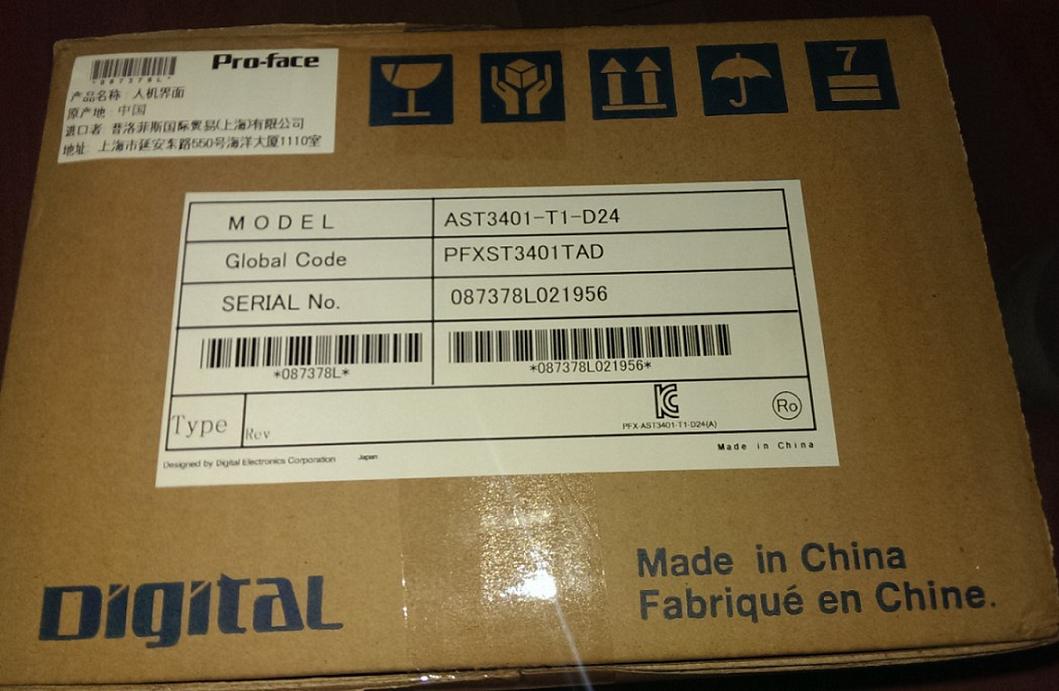 Pro-face
*087378L*
产品名称: 人机界面
原产地: 中国
进口者: 普洛菲斯国际贸易(上海)有限公司
地址: 上海市延安东路550号海洋大厦1110室
7
MODEL AST3401-T1-D24
Global Code PFXST3401TAD
SERIAL No. 087378L021956
*087378L* *087378L021956*
Type Rev PFX-AST3401-T1-D24(A) Ro
Designed by Digital Electronics Corporation Japan Made in China
Digital
Made in China
Fabriqué en Chine.